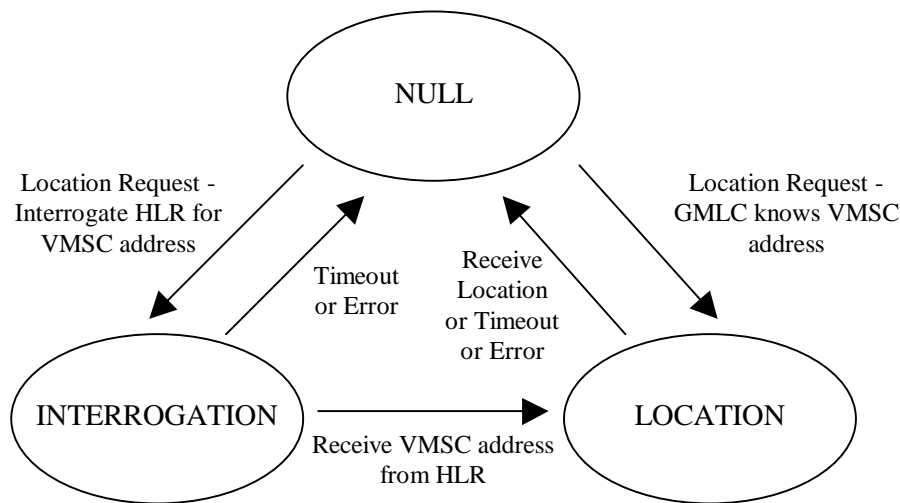 NULL
Location Request -
Interrogate HLR for
VMSC address
Location Request -
GMLC knows VMSC
address
Timeout
or Error
Receive
Location
or Timeout
or Error
INTERROGATION
LOCATION
Receive VMSC address
from HLR